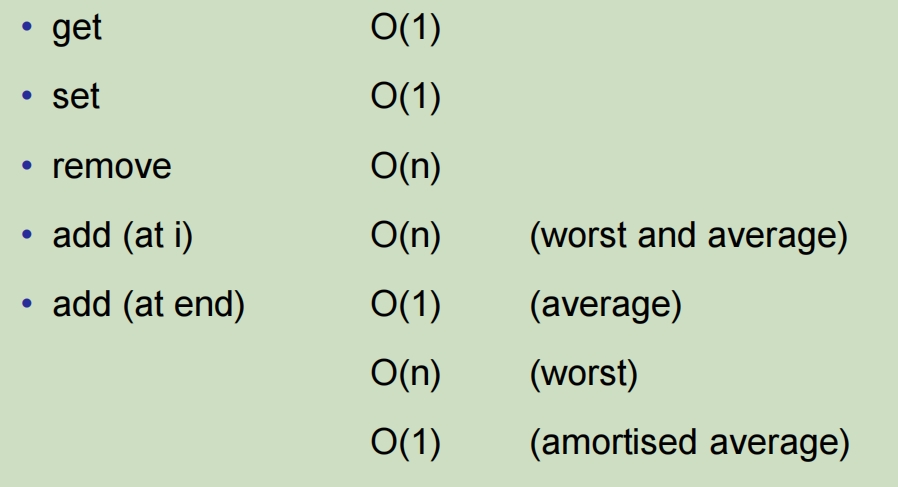 • get O(1)
• set O(1)
• remove O(n)
• add (at i) O(n) (worst and average)
• add (at end) O(1) (average)
O(n) (worst)
O(1) (amortised average)